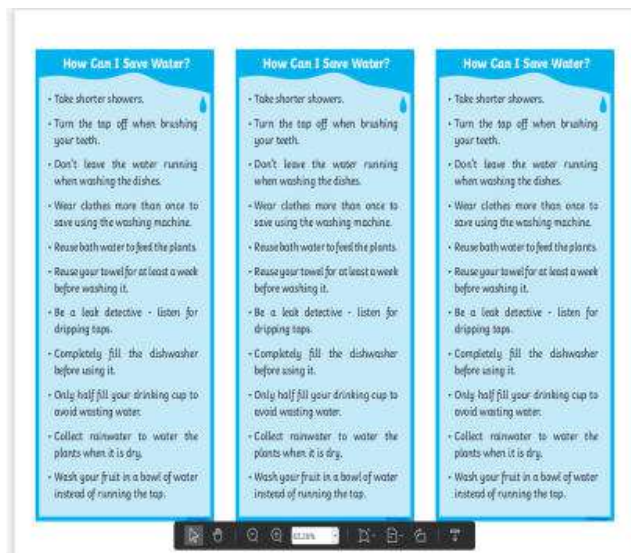 How Can I Save Water?
• Take shorter showers.
• Turn the tap off when brushing
your teeth.
• Don't leave the water running
when washing the dishes.
• Wear clothes more than once to
save using the washing machine.
• Reuse bath water to feed the plants.
• Reuse your towel for at least a week
before washing it.
• Be a leak detective - listen for
dripping taps.
• Completely fill the dishwasher
before using it.
• Only half fill your drinking cup to
avoid wasting water.
• Collect rainwater to water the
plants when it is dry.
• Wash your fruit in a bowl of water
instead of running the tap.
How Can I Save Water?
• Take shorter showers.
• Turn the tap off when brushing
your teeth.
• Don't leave the water running
when washing the dishes.
• Wear clothes more than once to
save using the washing machine.
• Reuse bath water to feed the plants.
• Reuse your towel for at least a week
before washing it.
• Be a leak detective - listen for
dripping taps.
• Completely fill the dishwasher
before using it.
• Only half fill your drinking cup to
avoid wasting water.
• Collect rainwater to water the
plants when it is dry.
• Wash your fruit in a bowl of water
instead of running the tap.
How Can I Save Water?
• Take shorter showers.
• Turn the tap off when brushing
your teeth.
• Don't leave the water running
when washing the dishes.
• Wear clothes more than once to
save using the washing machine.
• Reuse bath water to feed the plants.
• Reuse your towel for at least a week
before washing it.
• Be a leak detective - listen for
dripping taps.
• Completely fill the dishwasher
before using it.
• Only half fill your drinking cup to
avoid wasting water.
• Collect rainwater to water the
plants when it is dry.
• Wash your fruit in a bowl of water
instead of running the tap.